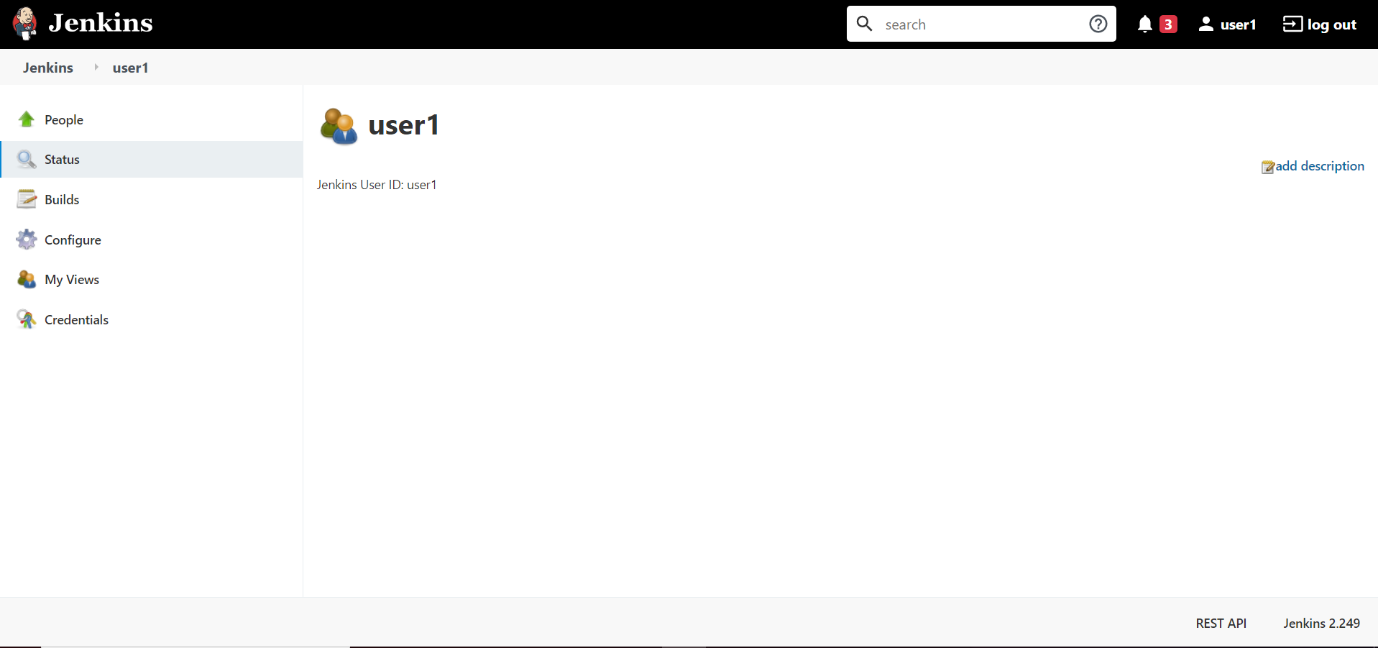 Jenkins
search
3
user1
log out
Jenkins
user1
People
Status
Builds
Configure
My Views
Credentials
user1
add description
Jenkins User ID: user1
REST API
Jenkins 2.249